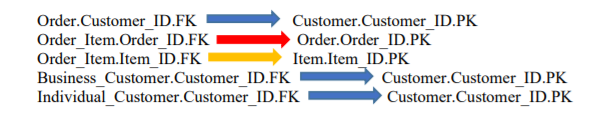 Order.Customer_ID.FK Customer.Customer_ID.PK
Order_Item.Order_ID.FK Order.Order_ID.PK
Order_Item.Item_ID.FK Item.Item_ID.PK
Business_Customer.Customer_ID.FK Customer.Customer_ID.PK
Individual_Customer.Customer_ID.FK Customer.Customer_ID.PK